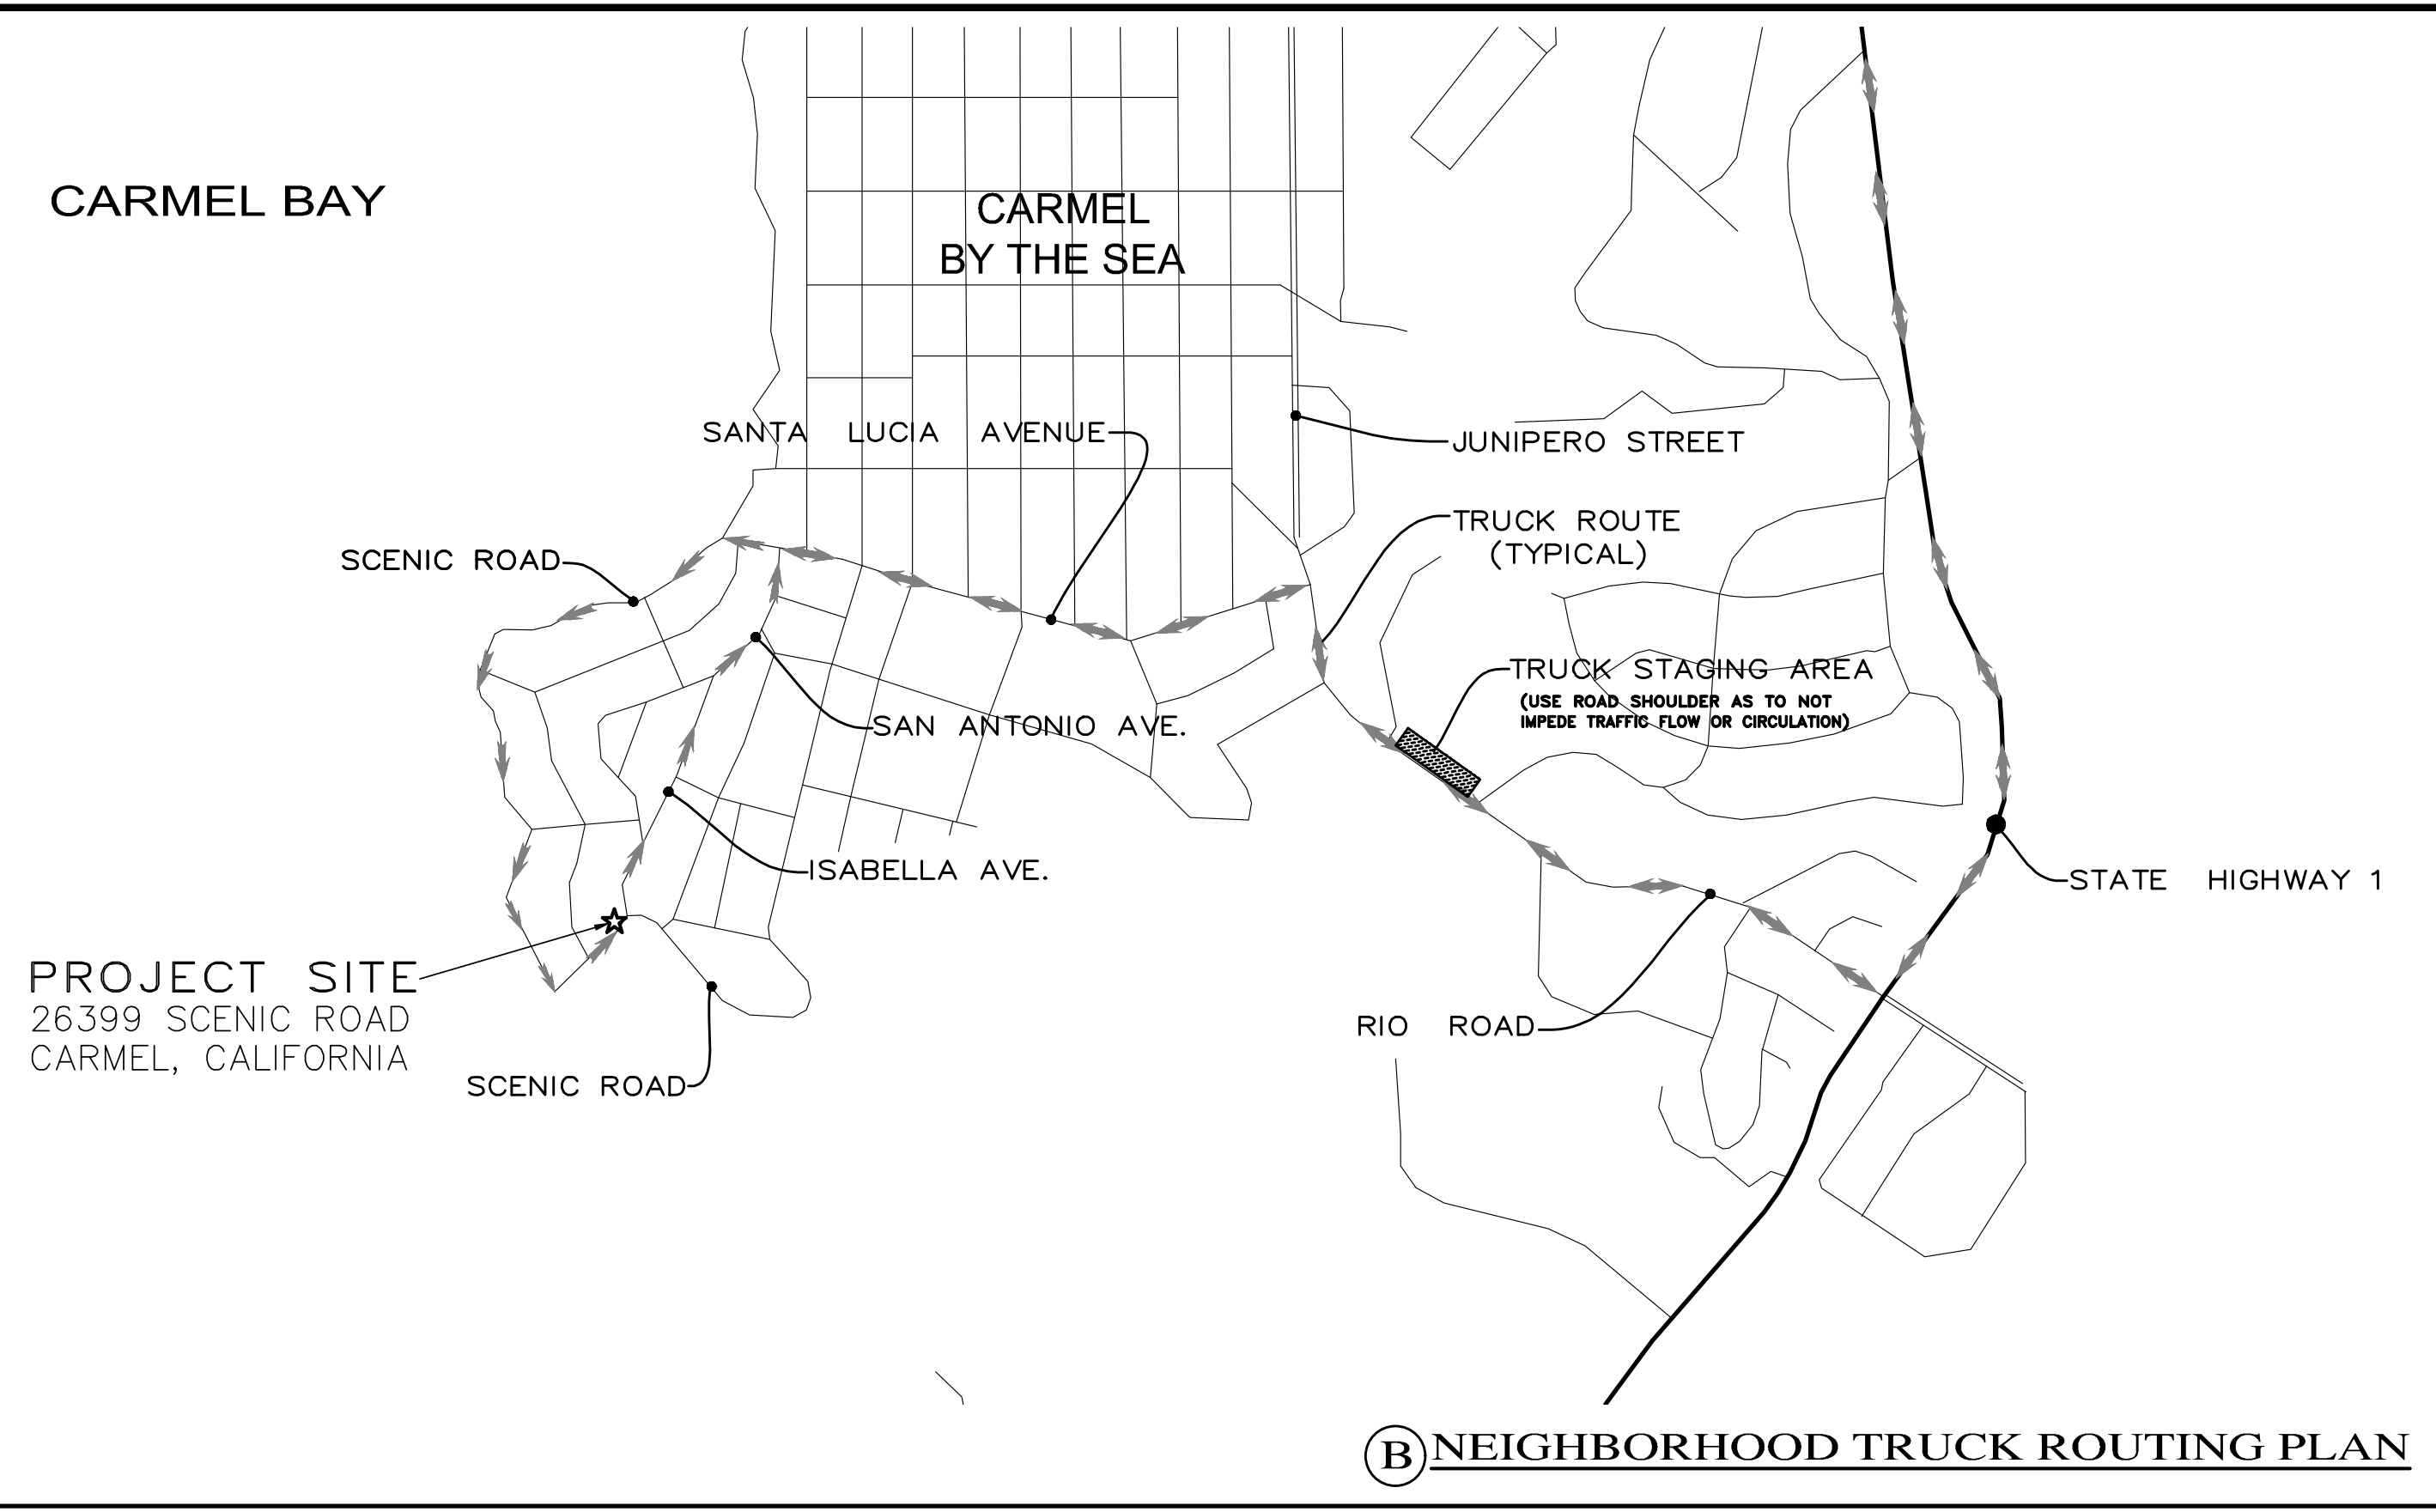 CARMEL BAY
CARMEL
BY THE SEA
SANTA LUCIA AVENUE
JUNIPERO STREET
TRUCK ROUTE
(TYPICAL)
SCENIC ROAD
TRUCK STAGING AREA
(USE ROAD SHOULDER AS TO NOT
IMPEDE TRAFFIC FLOW OR CIRCULATION)
SAN ANTONIO AVE.
ISABELLA AVE.
STATE HIGHWAY 1
PROJECT SITE
26399 SCENIC ROAD
CARMEL, CALIFORNIA
RIO ROAD
SCENIC ROAD
B NEIGHBORHOOD TRUCK ROUTING PLAN